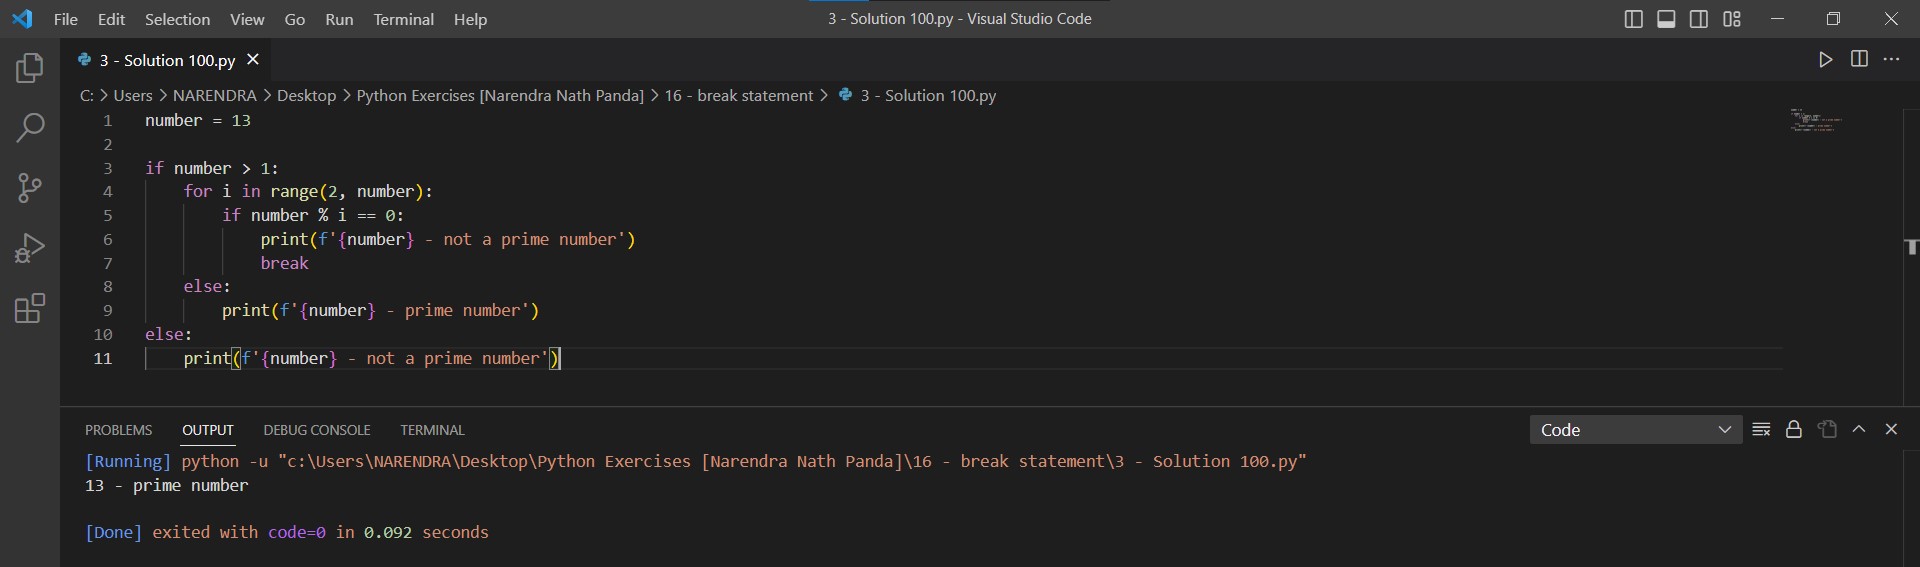 File Edit Selection View Go Run Terminal Help 3 - Solution 100.py - Visual Studio Code
3 - Solution 100.py
C: > Users > NARENDRA > Desktop > Python Exercises [Narendra Nath Panda] > 16 - break statement > 3 - Solution 100.py
1 number = 13
2
3 if number > 1:
4     for i in range(2, number):
5         if number % i == 0:
6             print(f'{number} - not a prime number')
7             break
8     else:
9         print(f'{number} - prime number')
10 else:
11     print(f'{number} - not a prime number')
PROBLEMS OUTPUT DEBUG CONSOLE TERMINAL Code
[Running] python -u "c:\Users\NARENDRA\Desktop\Python Exercises [Narendra Nath Panda]\16 - break statement\3 - Solution 100.py"
13 - prime number
[Done] exited with code=0 in 0.092 seconds